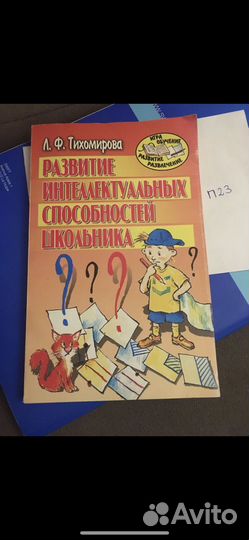 Л. Ф. Тихомирова
ИГРА
ОБУЧЕНИЕ
РАЗВИТИЕ
РАЗВЛЕЧЕНИЕ
РАЗВИТИЕ
ИНТЕЛЛЕКТУАЛЬНЫХ
СПОСОБНОСТЕЙ
ШКОЛЬНИКА
П23
Avito